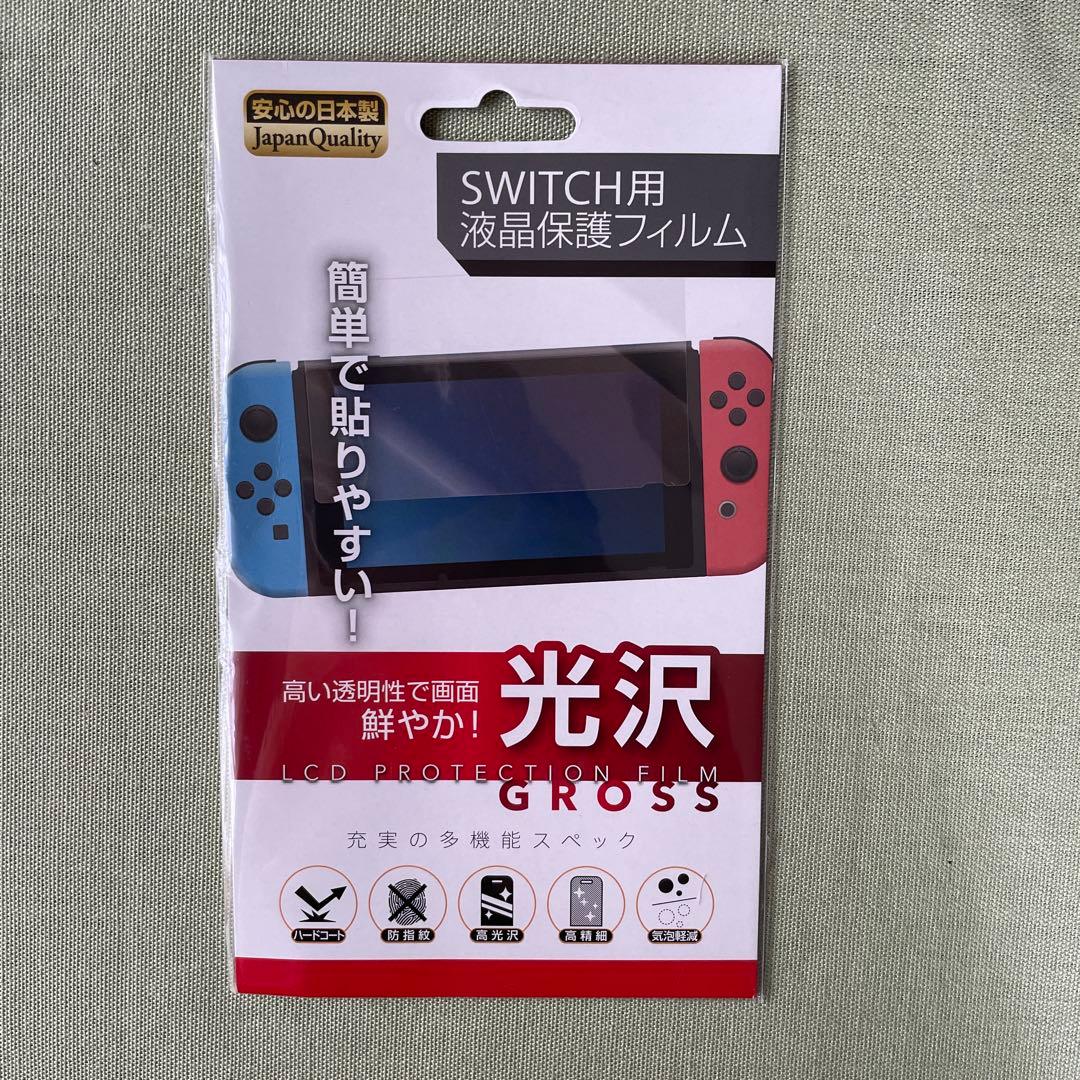 安心の日本製
JapanQuality
SWITCH用
液晶保護フィルム
簡単で貼りやすい！
高い透明性で画面
鮮やか！
光沢
LCD PROTECTION FILM
GROSS
充実の多機能スペック
ハードコート
防指紋
高光沢
高精細
気泡軽減